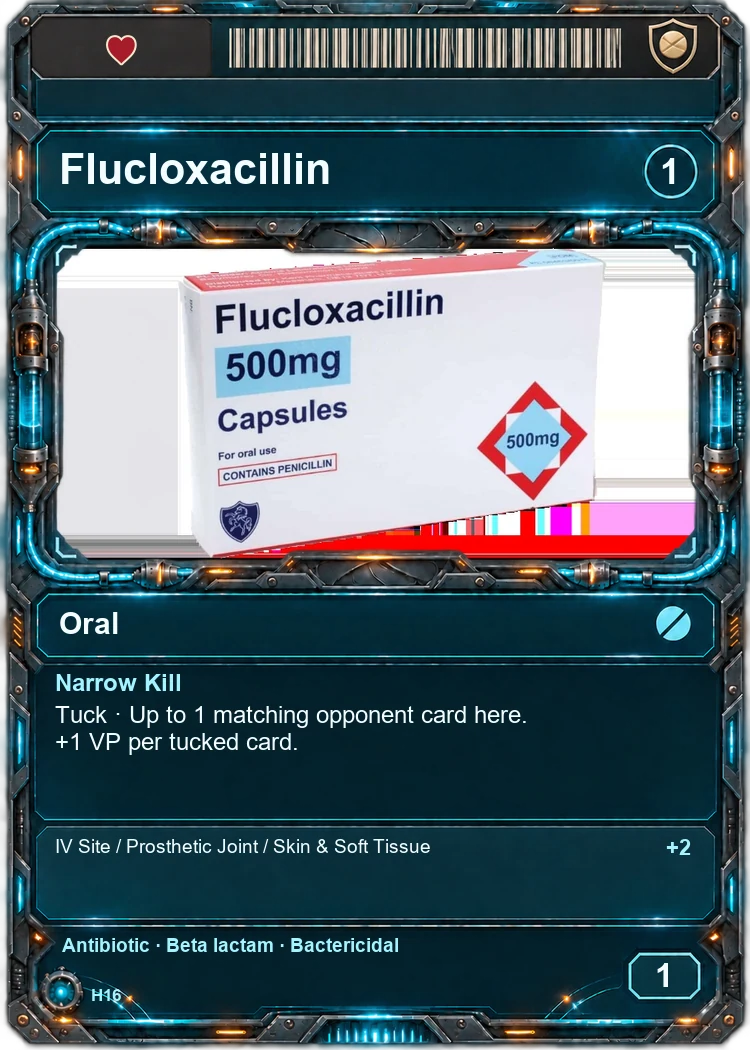 Flucloxacillin
1
Flucloxacillin
500mg
Capsules
For oral use
CONTAINS PENICILLIN
500mg
Oral
Narrow Kill
Tuck · Up to 1 matching opponent card here.
+1 VP per tucked card.
IV Site / Prosthetic Joint / Skin & Soft Tissue
+2
Antibiotic · Beta lactam · Bactericidal
H16
1